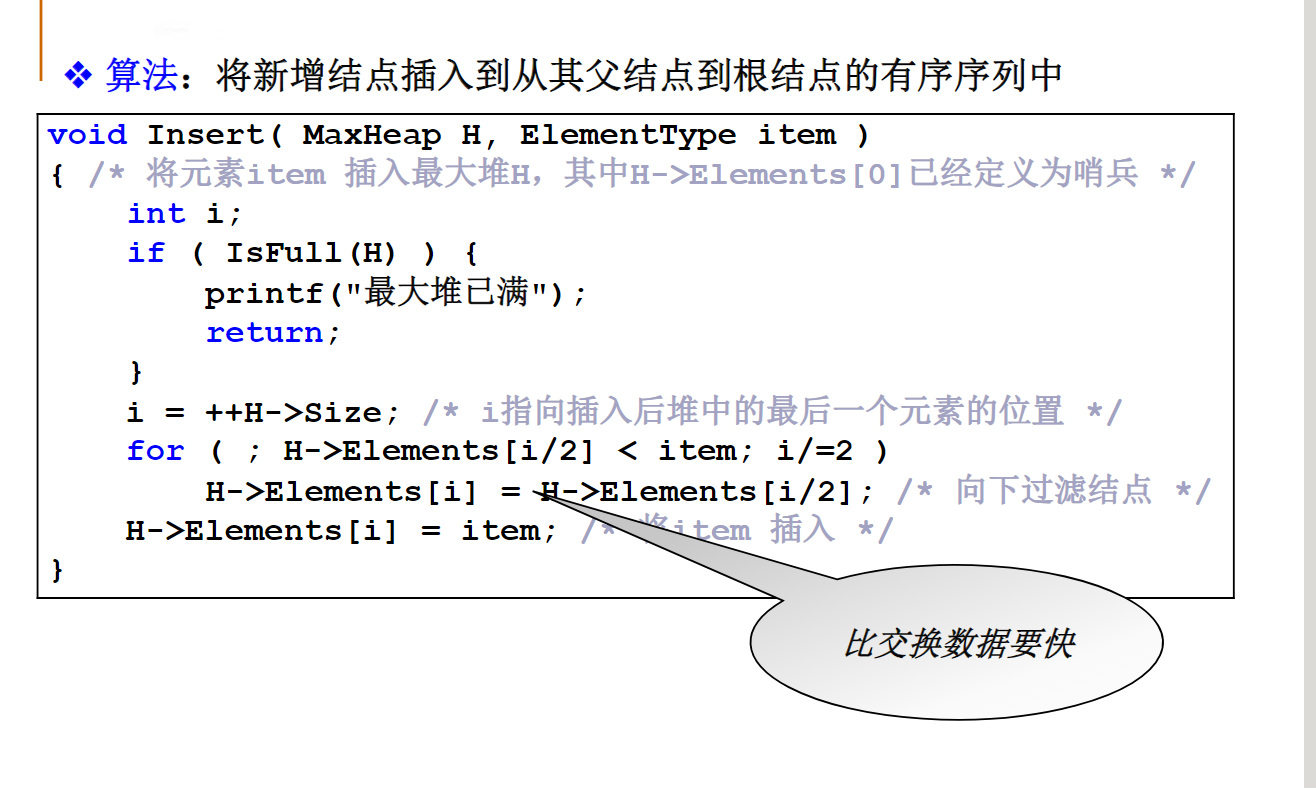 ❖ 算法：将新增结点插入到从其父结点到根结点的有序序列中
void Insert( MaxHeap H, ElementType item )
{ /* 将元素item 插入最大堆H，其中H->Elements[0]已经定义为哨兵 */
int i;
if ( IsFull(H) ) {
printf("最大堆已满");
return;
}
i = ++H->Size; /* i指向插入后堆中的最后一个元素的位置 */
for ( ; H->Elements[i/2] < item; i/=2 )
H->Elements[i] = H->Elements[i/2]; /* 向下过滤结点 */
H->Elements[i] = item; /* 将item 插入 */
}
比交换数据要快